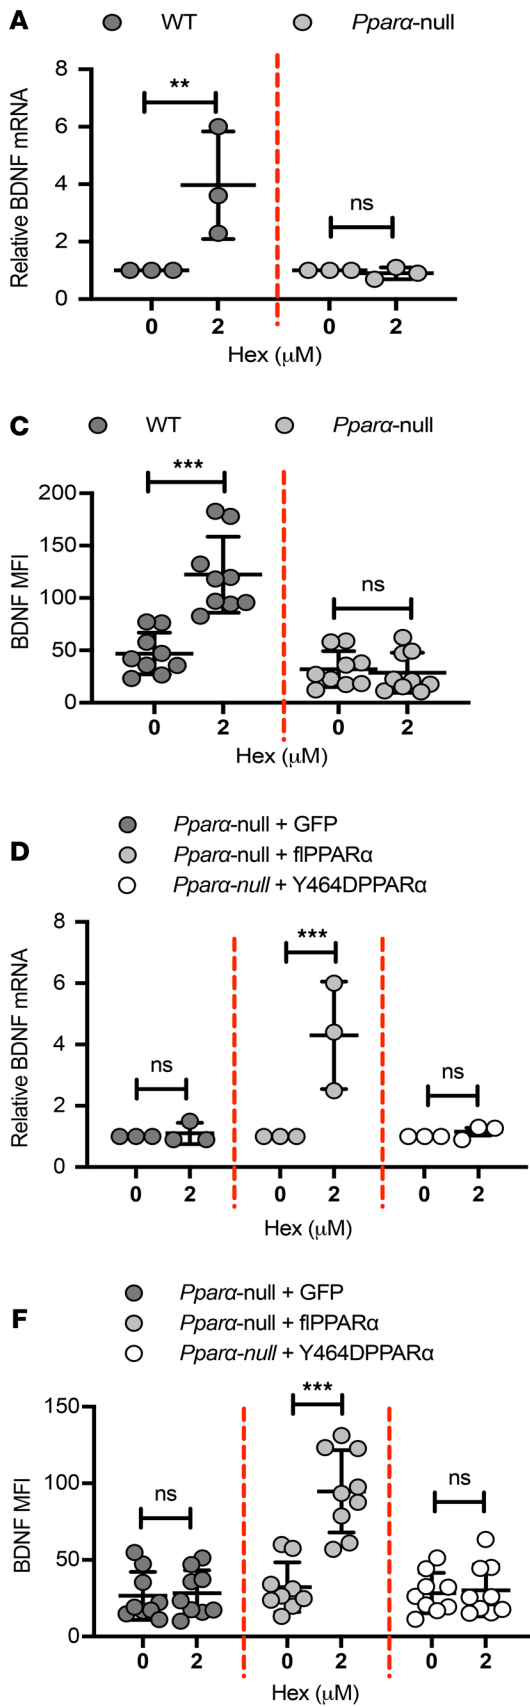 A WT Pparα-null
8
6
4
2
0
Relative BDNF mRNA
**
ns
0 2 0 2
Hex (μM)
C WT Pparα-null
200
150
100
50
0
BDNF MFI
***
ns
0 2 0 2
Hex (μM)
Pparα-null + GFP
D Pparα-null + flPPARα
Pparα-null + Y464DPPARα
8
6
4
2
0
Relative BDNF mRNA
ns
***
ns
0 2 0 2 0 2
Hex (μM)
Pparα-null + GFP
F Pparα-null + flPPARα
Pparα-null + Y464DPPARα
150
100
50
0
BDNF MFI
ns
***
ns
0 2 0 2 0 2
Hex (μM)